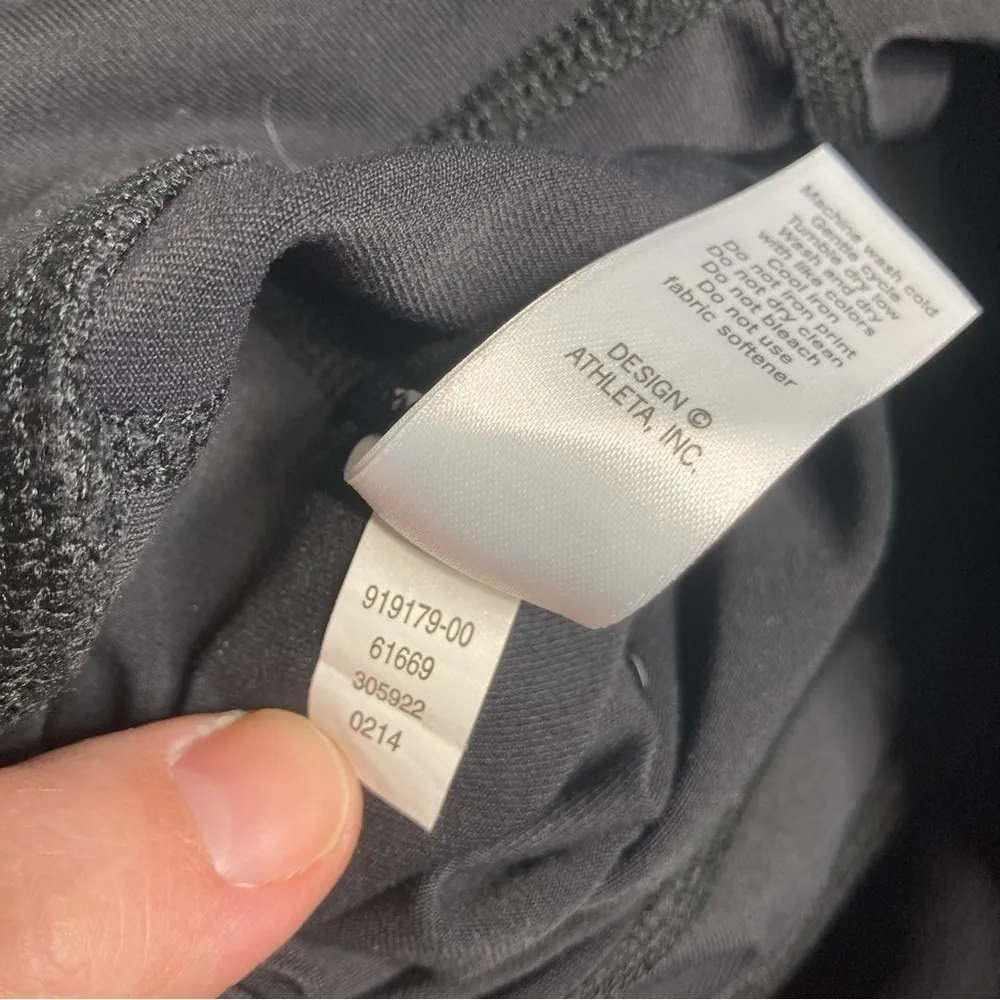 Machine wash cold
Gentle cycle
Tumble dry low
Wash and dry
with like colors
Cool iron
Do not iron print
Do not dry clean
Do not bleach
Do not use
fabric softener
DESIGN ©
ATHLETA, INC.
919179-00
61669
305922
0214